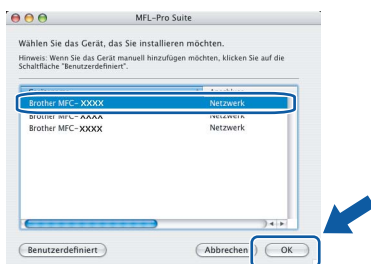 MFL-Pro Suite
Wählen Sie das Gerät, das Sie installieren möchten.
Hinweis: Wenn Sie das Gerät manuell hinzufügen möchten, klicken Sie auf die
Schaltfläche "Benutzerdefiniert".
Brother MFC- XXXX Netzwerk
Brother MFC- XXXX Netzwerk
Brother MFC- XXXX Netzwerk
Benutzerdefiniert Abbrechen OK